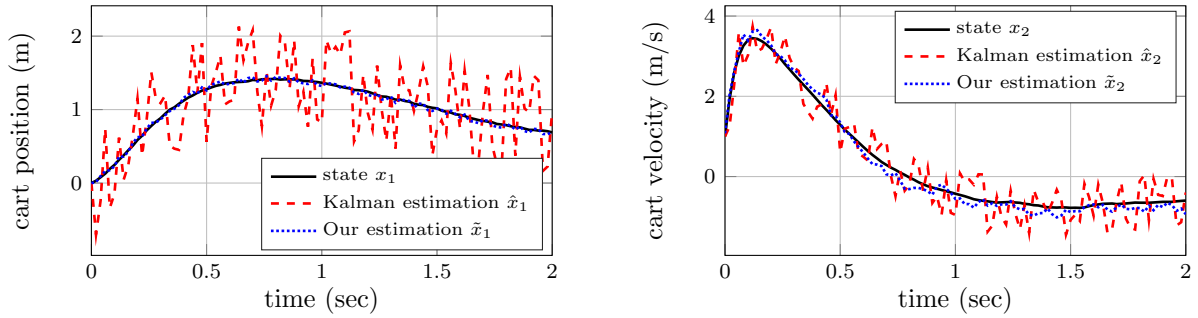 cart position (m)
2
1
0
state x₁
Kalman estimation x̂₁
Our estimation x̃₁
0
0.5
1
1.5
2
time (sec)
cart velocity (m/s)
4
2
0
state x₂
Kalman estimation x̂₂
Our estimation x̃₂
0
0.5
1
1.5
2
time (sec)